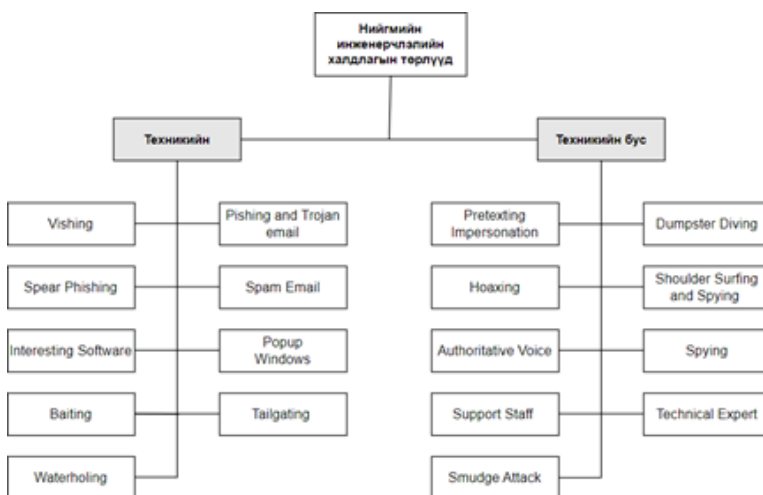 Нийгмийн
инженерчлэлийн
халдлагын төрлүүд
Техникийн
Техникийн бус
Vishing
Pishing and Trojan
email
Pretexting
Impersonation
Dumpster Diving
Spear Phishing
Spam Email
Hoaxing
Shoulder Surfing
and Spying
Interesting Software
Popup
Windows
Authoritative Voice
Spying
Baiting
Tailgating
Support Staff
Technical Expert
Waterholing
Smudge Attack